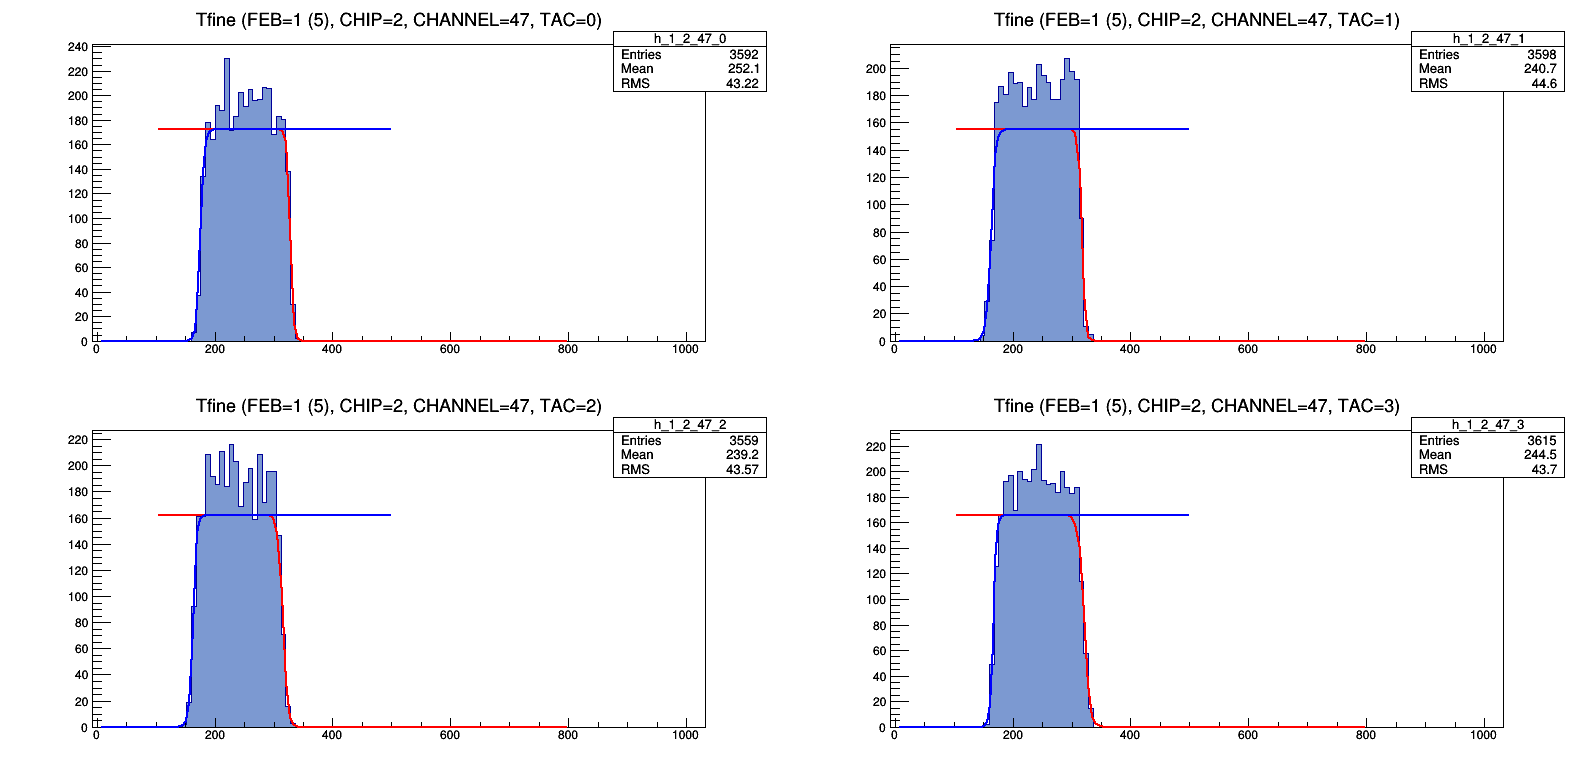 Tfine (FEB=1 (5), CHIP=2, CHANNEL=47, TAC=0)
h_1_2_47_0
Entries 3592
Mean 252.1
RMS 43.22
240
220
200
180
160
140
120
100
80
60
40
20
0
0 200 400 600 800 1000
Tfine (FEB=1 (5), CHIP=2, CHANNEL=47, TAC=1)
h_1_2_47_1
Entries 3598
Mean 240.7
RMS 44.6
200
180
160
140
120
100
80
60
40
20
0
0 200 400 600 800 1000
Tfine (FEB=1 (5), CHIP=2, CHANNEL=47, TAC=2)
h_1_2_47_2
Entries 3559
Mean 239.2
RMS 43.57
220
200
180
160
140
120
100
80
60
40
20
0
0 200 400 600 800 1000
Tfine (FEB=1 (5), CHIP=2, CHANNEL=47, TAC=3)
h_1_2_47_3
Entries 3615
Mean 244.5
RMS 43.7
220
200
180
160
140
120
100
80
60
40
20
0
0 200 400 600 800 1000